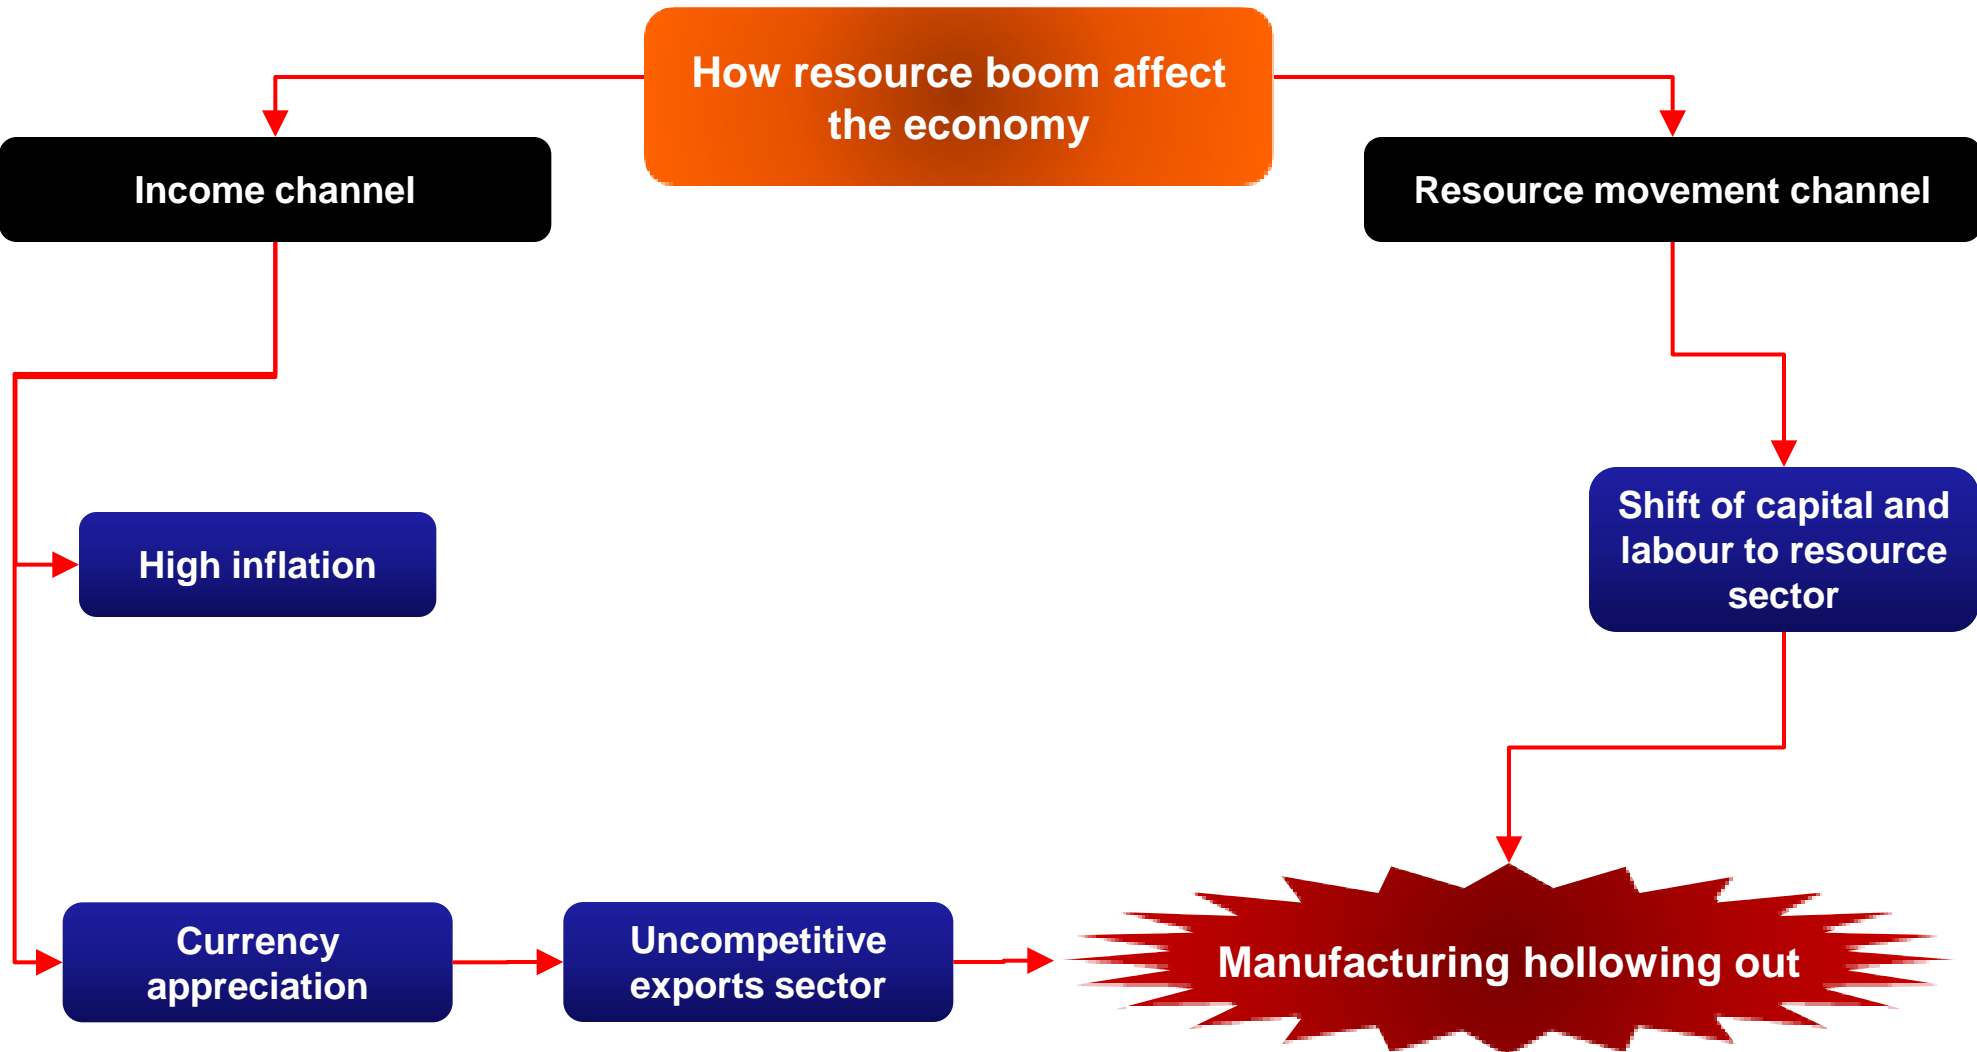 How resource boom affect
the economy
Income channel
Resource movement channel
High inflation
Shift of capital and
labour to resource
sector
Currency
appreciation
Uncompetitive
exports sector
Manufacturing hollowing out